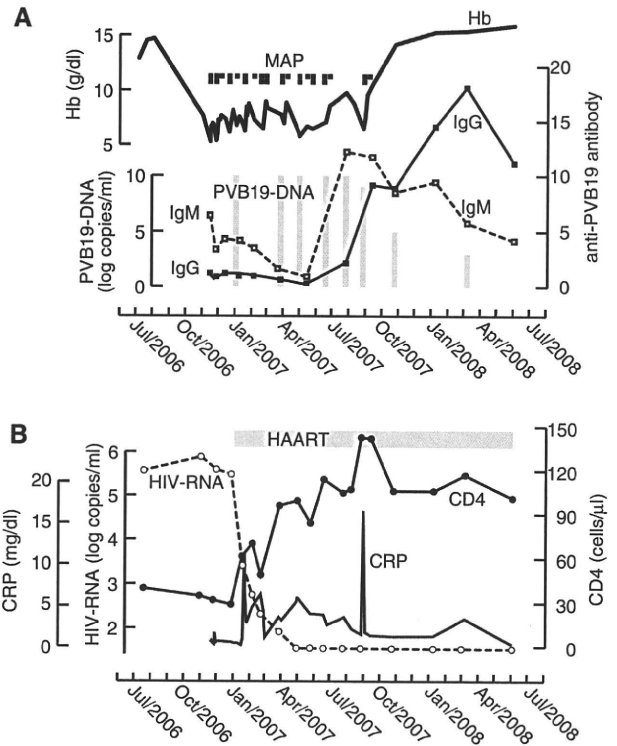 A
Hb
15
10
5
Hb (g/dl)
MAP
20
15
10
5
0
anti-PVB19 antibody
IgG
10
5
0
PVB19-DNA
(log copies/ml)
PVB19-DNA
IgM
IgM
IgG
Jul/2006
Oct/2006
Jan/2007
Apr/2007
Jul/2007
Oct/2007
Jan/2008
Apr/2008
Jul/2008
B
HAART
20
15
10
5
0
CRP (mg/dl)
6
5
4
3
2
HIV-RNA (log copies/ml)
HIV-RNA
CD4
CRP
150
120
90
60
30
0
CD4 (cells/µl)
Jul/2006
Oct/2006
Jan/2007
Apr/2007
Jul/2007
Oct/2007
Jan/2008
Apr/2008
Jul/2008